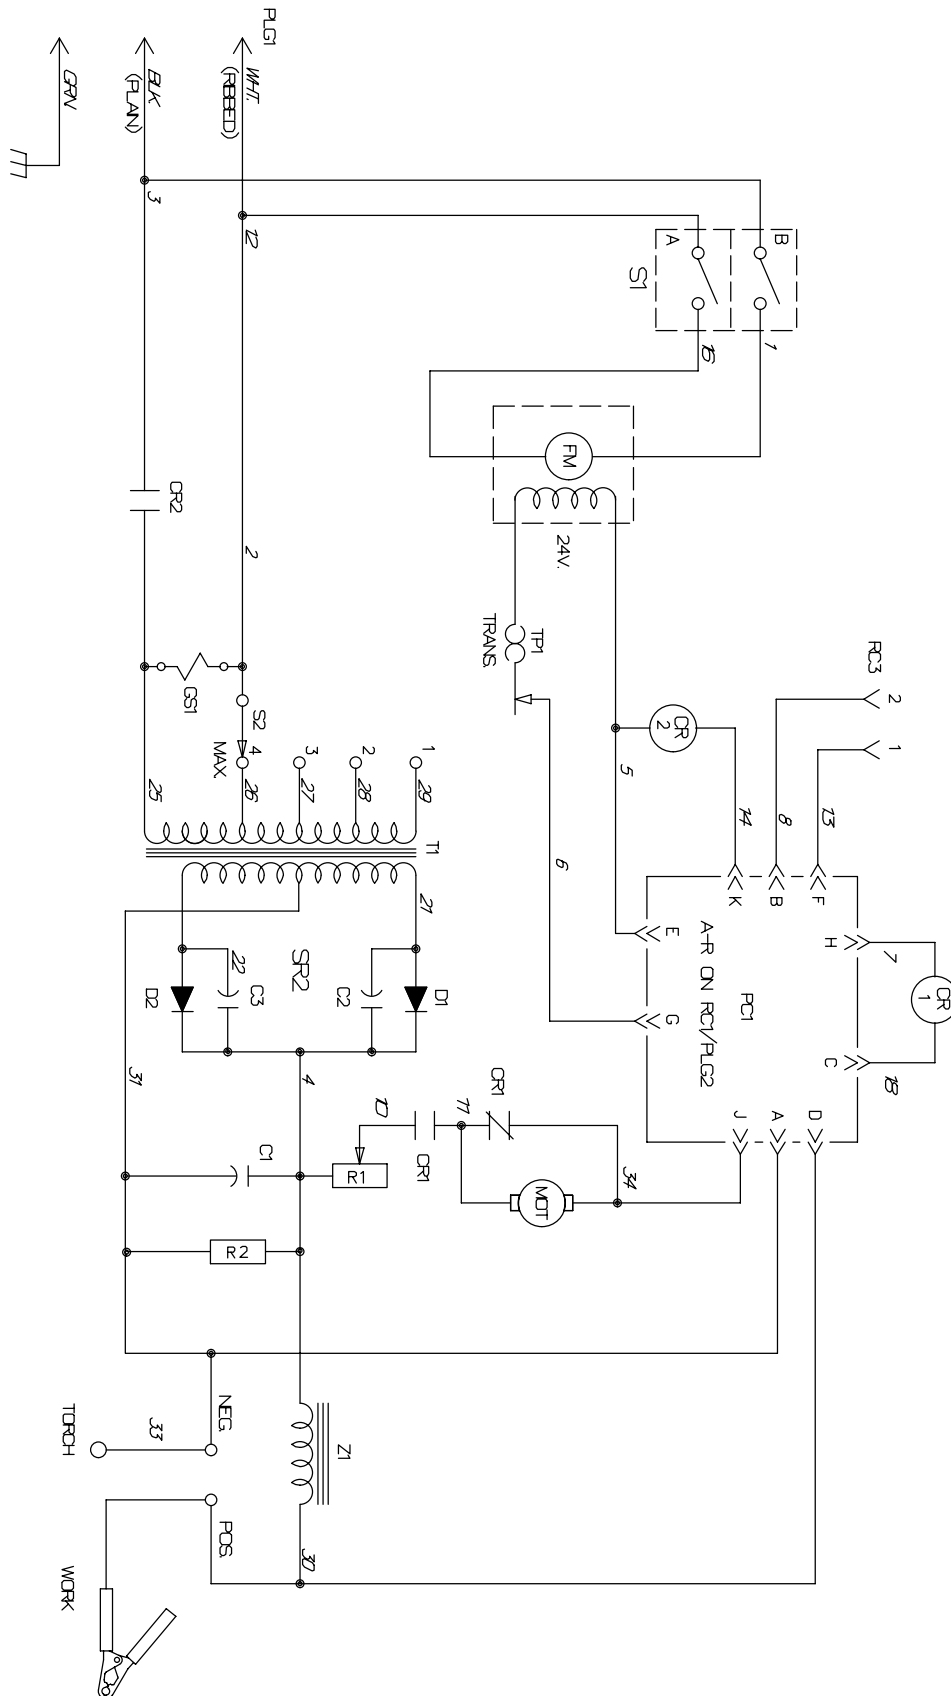 PLG1
GRN
BLK
(PLAIN)
WHT.
(RIBBED)
3
12
A
B
S1
16
1
FM
24V.
CR2
2
TP1
TRANS.
RC3
2
1
GS1
S2
4
MAX.
3
2
1
5
CR
2
14
8
13
25
26
27
28
29
T1
6
K
B
F
21
E
A-R ON RC1/PLG2
PC1
H
7
CR
1
22
SR2
D2
C3
C2
D1
G
C
18
31
4
10
11
CR1
CR1
J
A
D
C1
R1
34
MOT
R2
TORCH
33
NEG.
Z1
POS.
30
WORK